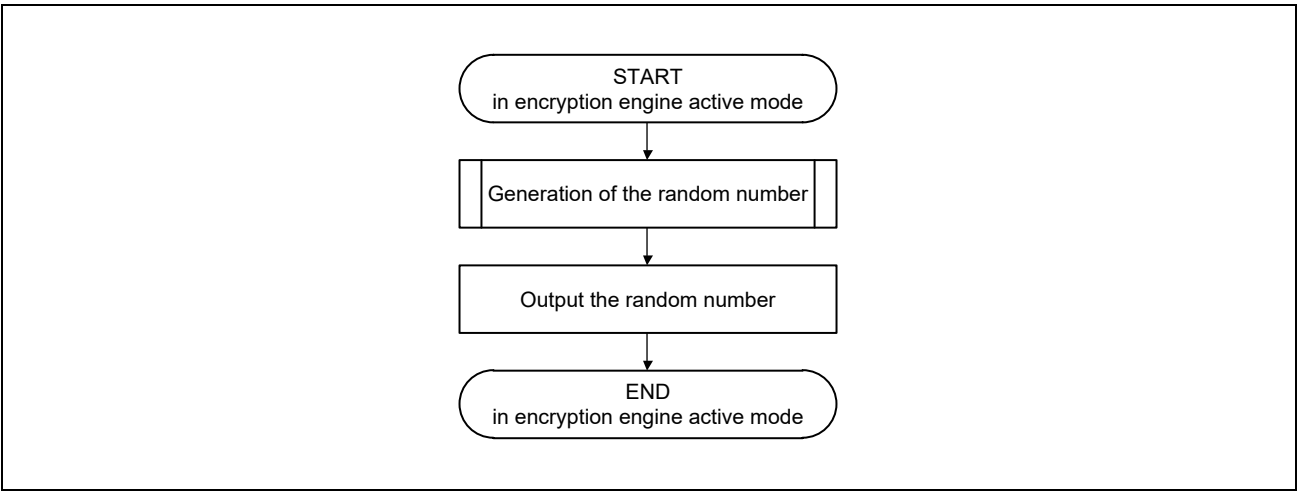 START
in encryption engine active mode
Generation of the random number
Output the random number
END
in encryption engine active mode